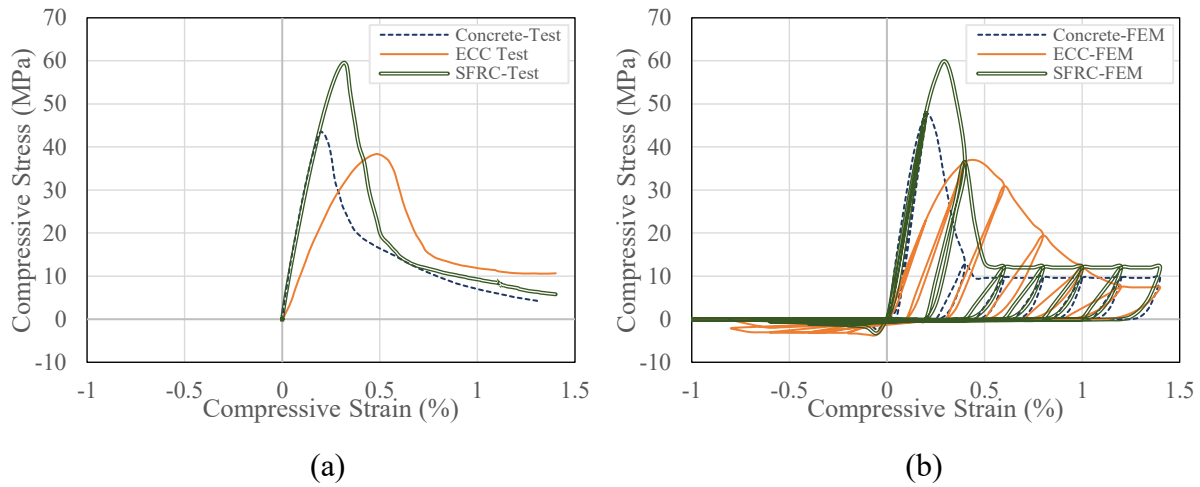 70
60
50
40
30
20
10
0
-10
Compressive Stress (MPa)
Concrete-Test
ECC Test
SFRC-Test
-1
-0.5
0
0.5
1
1.5
Compressive Strain (%)
(a)
70
60
50
40
30
20
10
0
-10
Compressive Stress (MPa)
Concrete-FEM
ECC-FEM
SFRC-FEM
-1
-0.5
0
0.5
1
1.5
Compressive Strain (%)
(b)